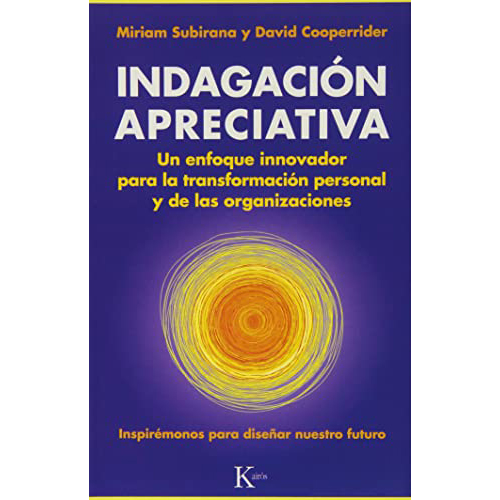 Miriam Subirana y David Cooperrider
INDAGACIÓN
APRECIATIVA
Un enfoque innovador
para la transformación personal
y de las organizaciones
Inspirémonos para diseñar nuestro futuro
Kairós